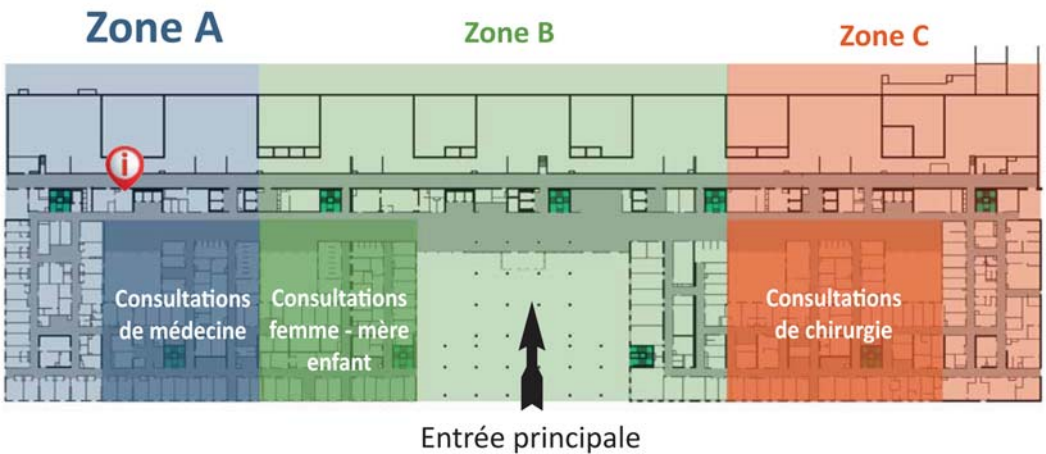 Zone A
Zone B
Zone C
i
Consultations
de médecine
Consultations
femme - mère
enfant
Consultations
de chirurgie
Entrée principale